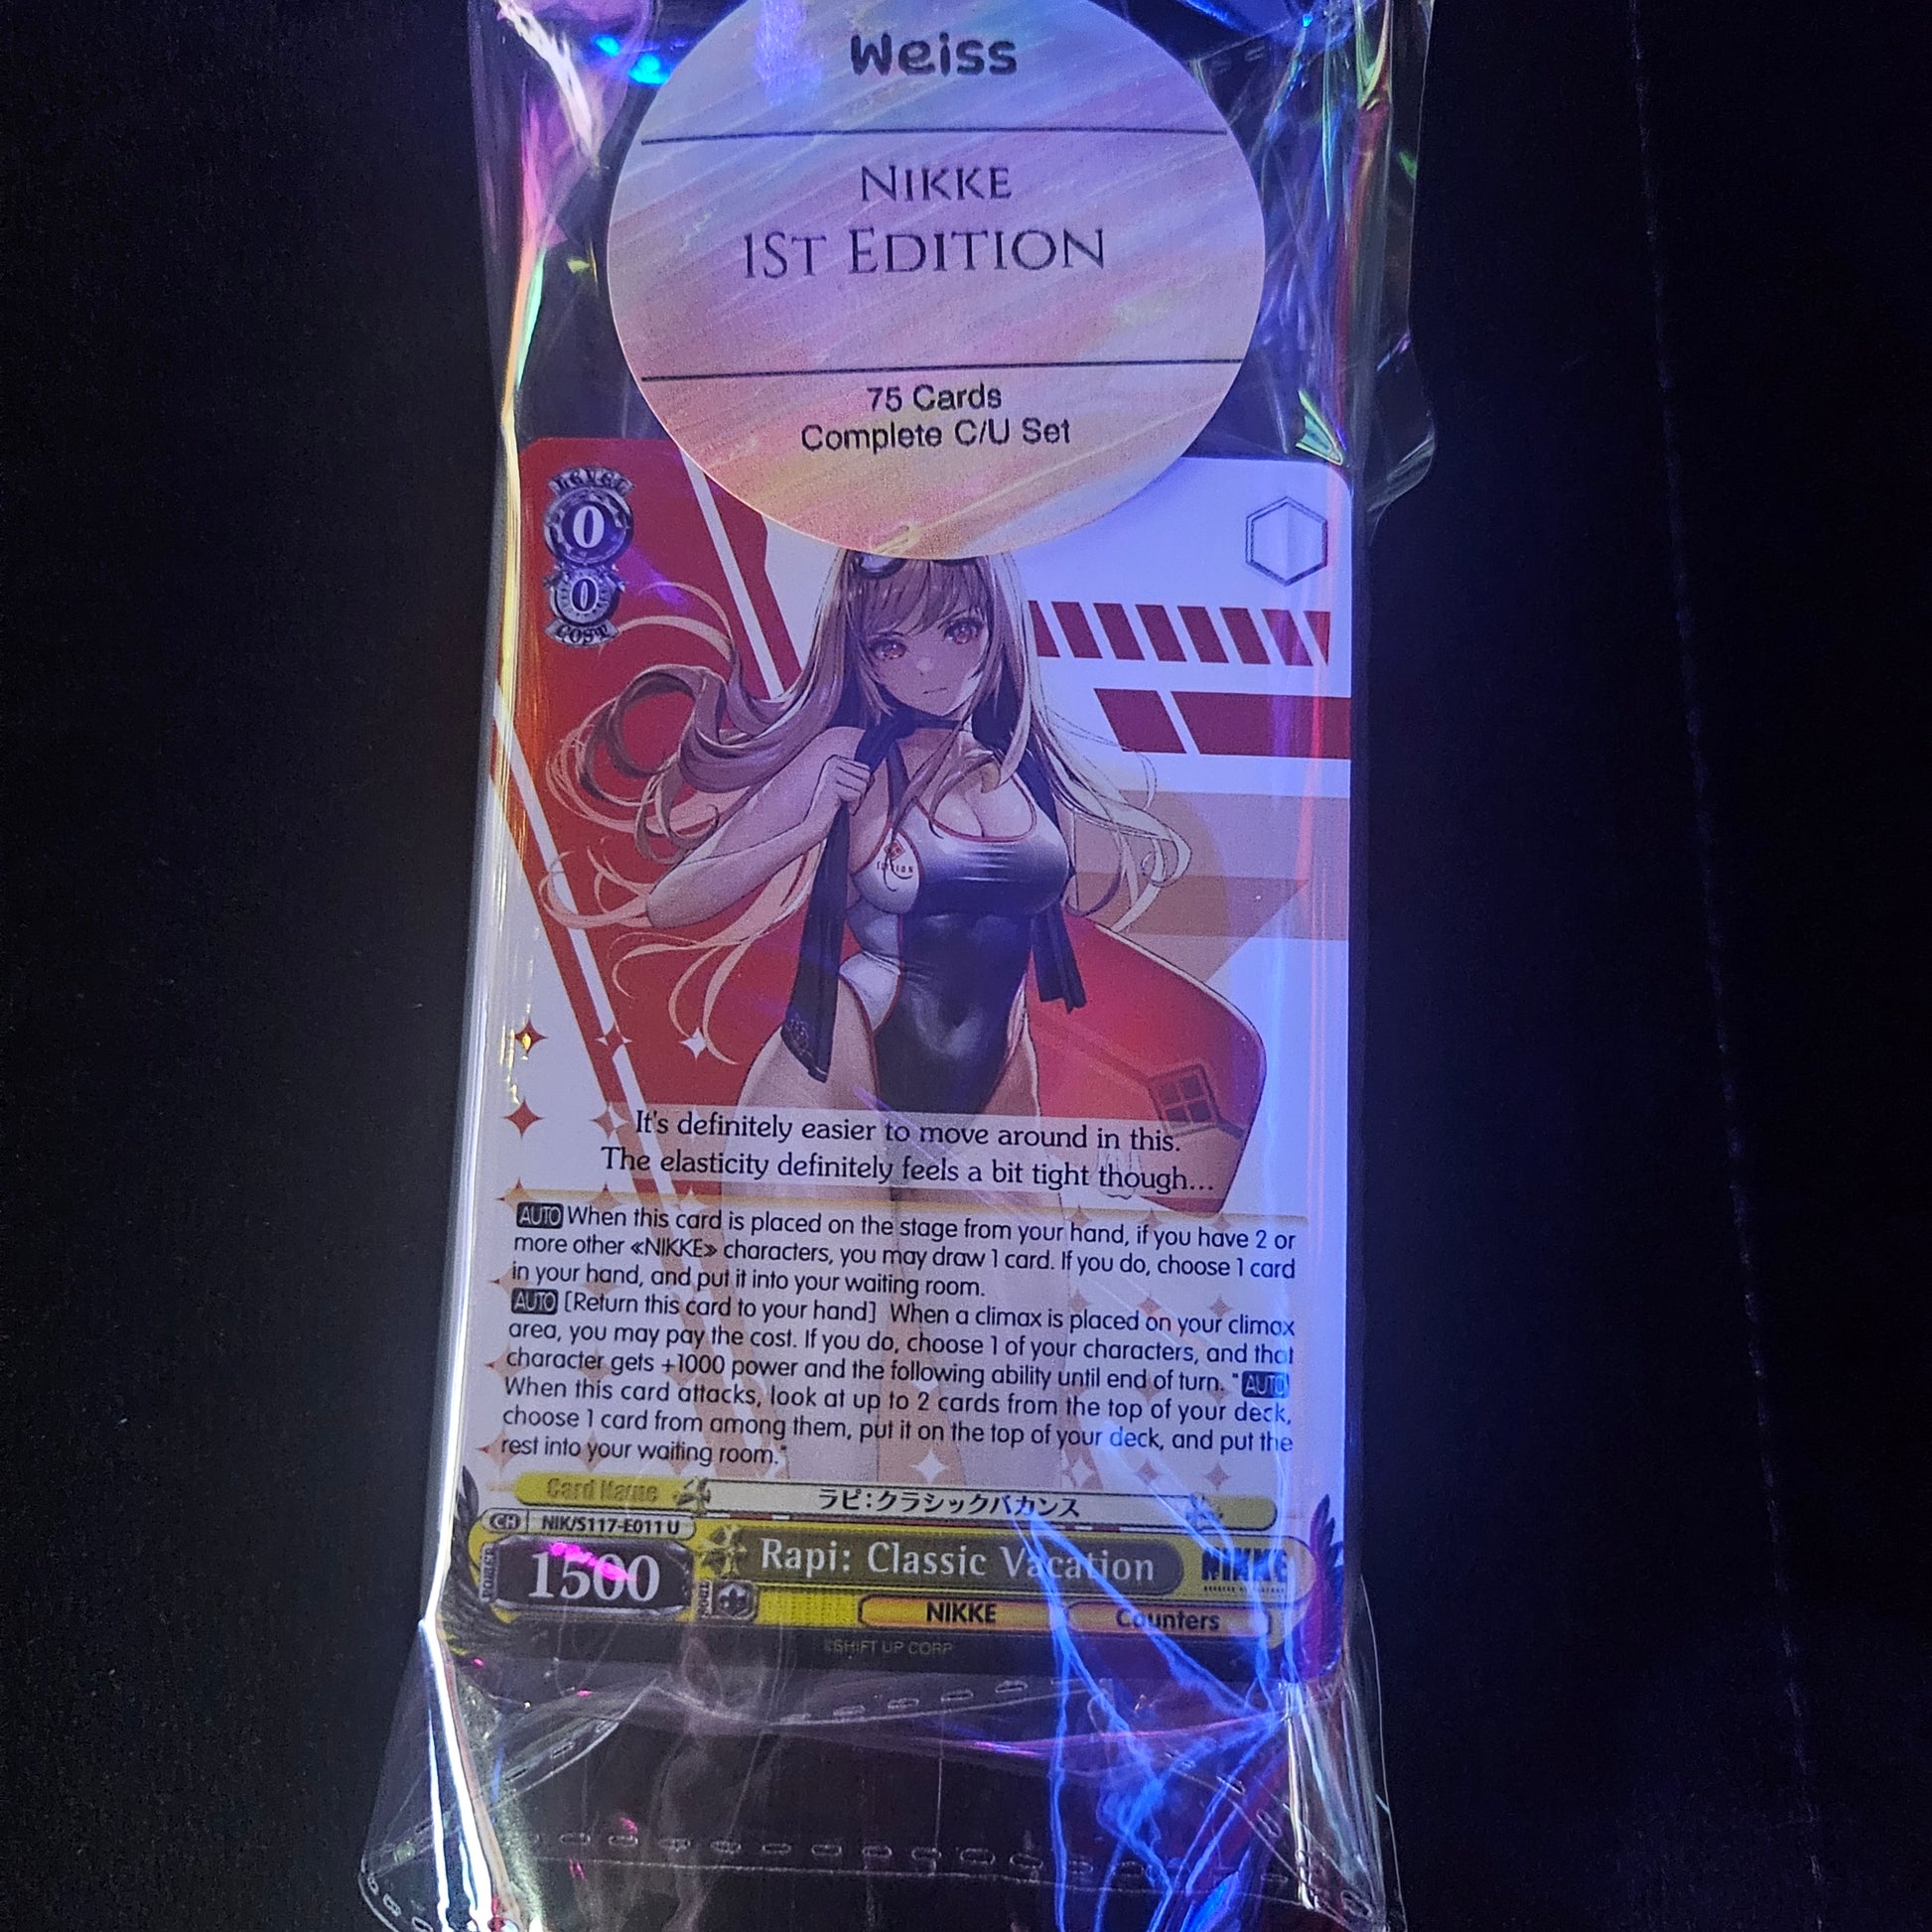 Weiss
NIKKE
1ST EDITION
75 Cards
Complete C/U Set
LEVEL
0
0
COST
It's definitely easier to move around in this.
The elasticity definitely feels a bit tight though...
AUTO When this card is placed on the stage from your hand, if you have 2 or
more other «NIKKE» characters, you may draw 1 card. If you do, choose 1 card
in your hand, and put it into your waiting room.
AUTO [Return this card to your hand] When a climax is placed on your climax
area, you may pay the cost. If you do, choose 1 of your characters, and that
character gets +1000 power and the following ability until end of turn. "AUTO
When this card attacks, look at up to 2 cards from the top of your deck,
choose 1 card from among them, put it on the top of your deck, and put the
rest into your waiting room."
Card Name
ラピ：クラシックバカンス
CH NIK/S117-E011 U
POWER
1500
Rapi: Classic Vacation
NIKKE
NIKKE
Counters
©SHIFT UP CORP